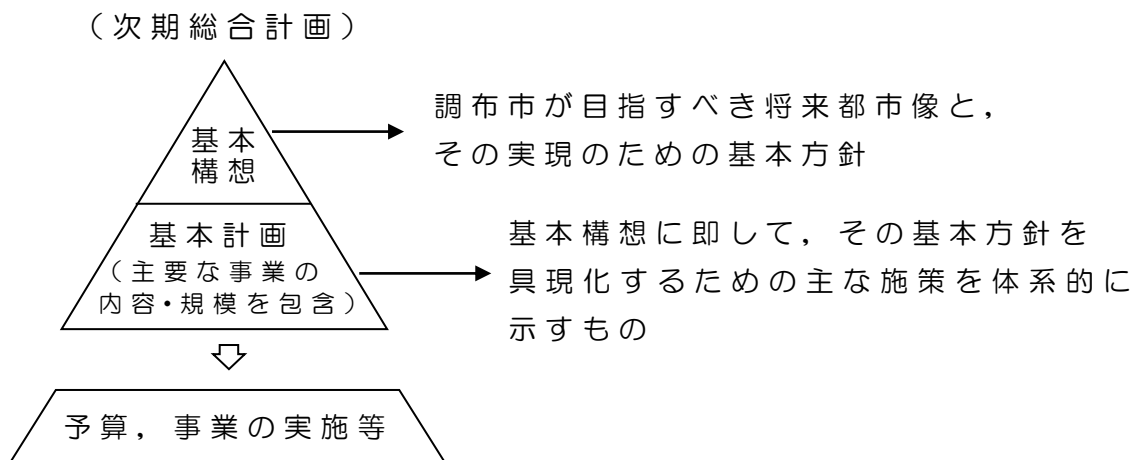 （次期総合計画）
基本
構想
調布市が目指すべき将来都市像と，
その実現のための基本方針
基本計画
（主要な事業の
内容・規模を包含）
基本構想に即して，その基本方針を
具現化するための主な施策を体系的に
示すもの
予算，事業の実施等